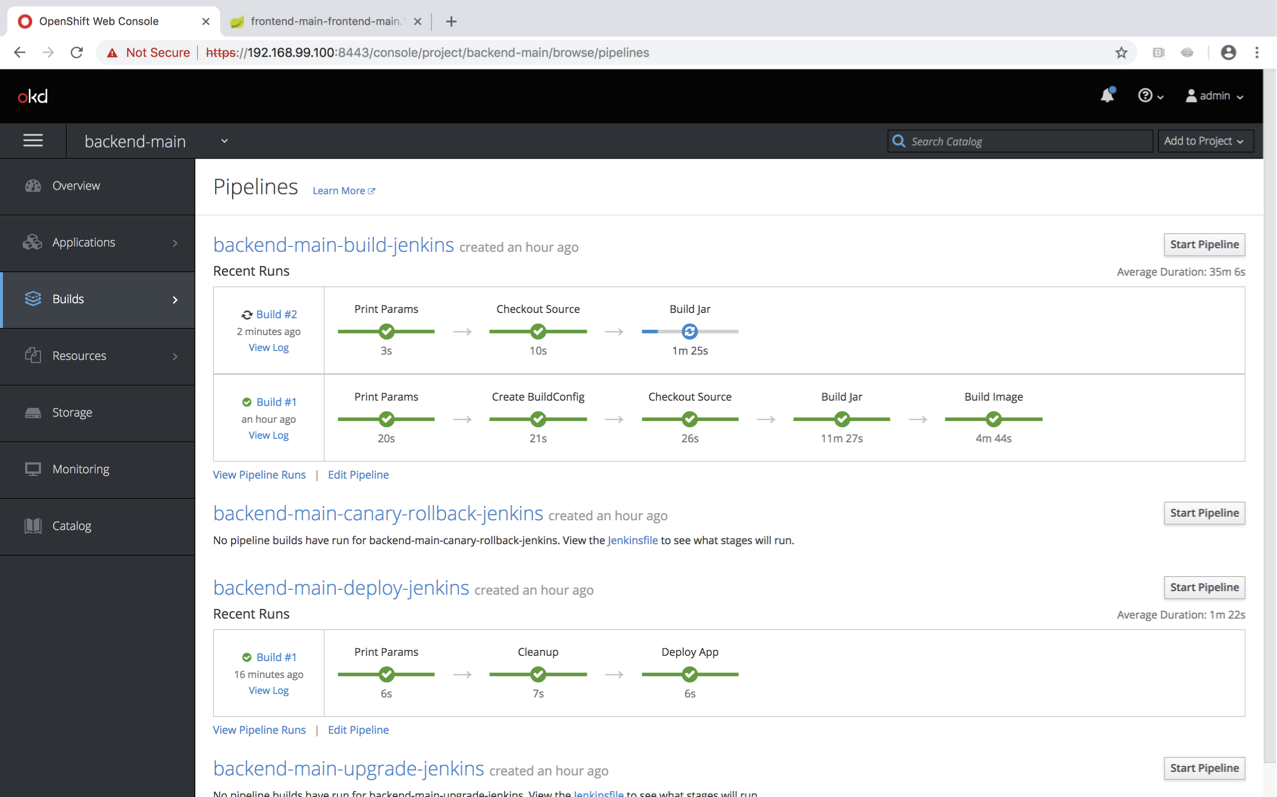 OpenShift Web Console
frontend-main-frontend-main.
Not Secure https://192.168.99.100:8443/console/project/backend-main/browse/pipelines
okd
admin
backend-main
Search Catalog
Add to Project
Overview
Applications
Builds
Resources
Storage
Monitoring
Catalog
Pipelines Learn More
backend-main-build-jenkins created an hour ago
Start Pipeline
Recent Runs
Average Duration: 35m 6s
Build #2
2 minutes ago
View Log
Print Params
3s
Checkout Source
10s
Build Jar
1m 25s
Build #1
an hour ago
View Log
Print Params
20s
Create BuildConfig
21s
Checkout Source
26s
Build Jar
11m 27s
Build Image
4m 44s
View Pipeline Runs | Edit Pipeline
backend-main-canary-rollback-jenkins created an hour ago
Start Pipeline
No pipeline builds have run for backend-main-canary-rollback-jenkins. View the Jenkinsfile to see what stages will run.
backend-main-deploy-jenkins created an hour ago
Start Pipeline
Recent Runs
Average Duration: 1m 22s
Build #1
16 minutes ago
View Log
Print Params
6s
Cleanup
7s
Deploy App
6s
View Pipeline Runs | Edit Pipeline
backend-main-upgrade-jenkins created an hour ago
Start Pipeline
No pipeline builds have run for backend-main-upgrade-jenkins. View the Jenkinsfile to see what stages will run.